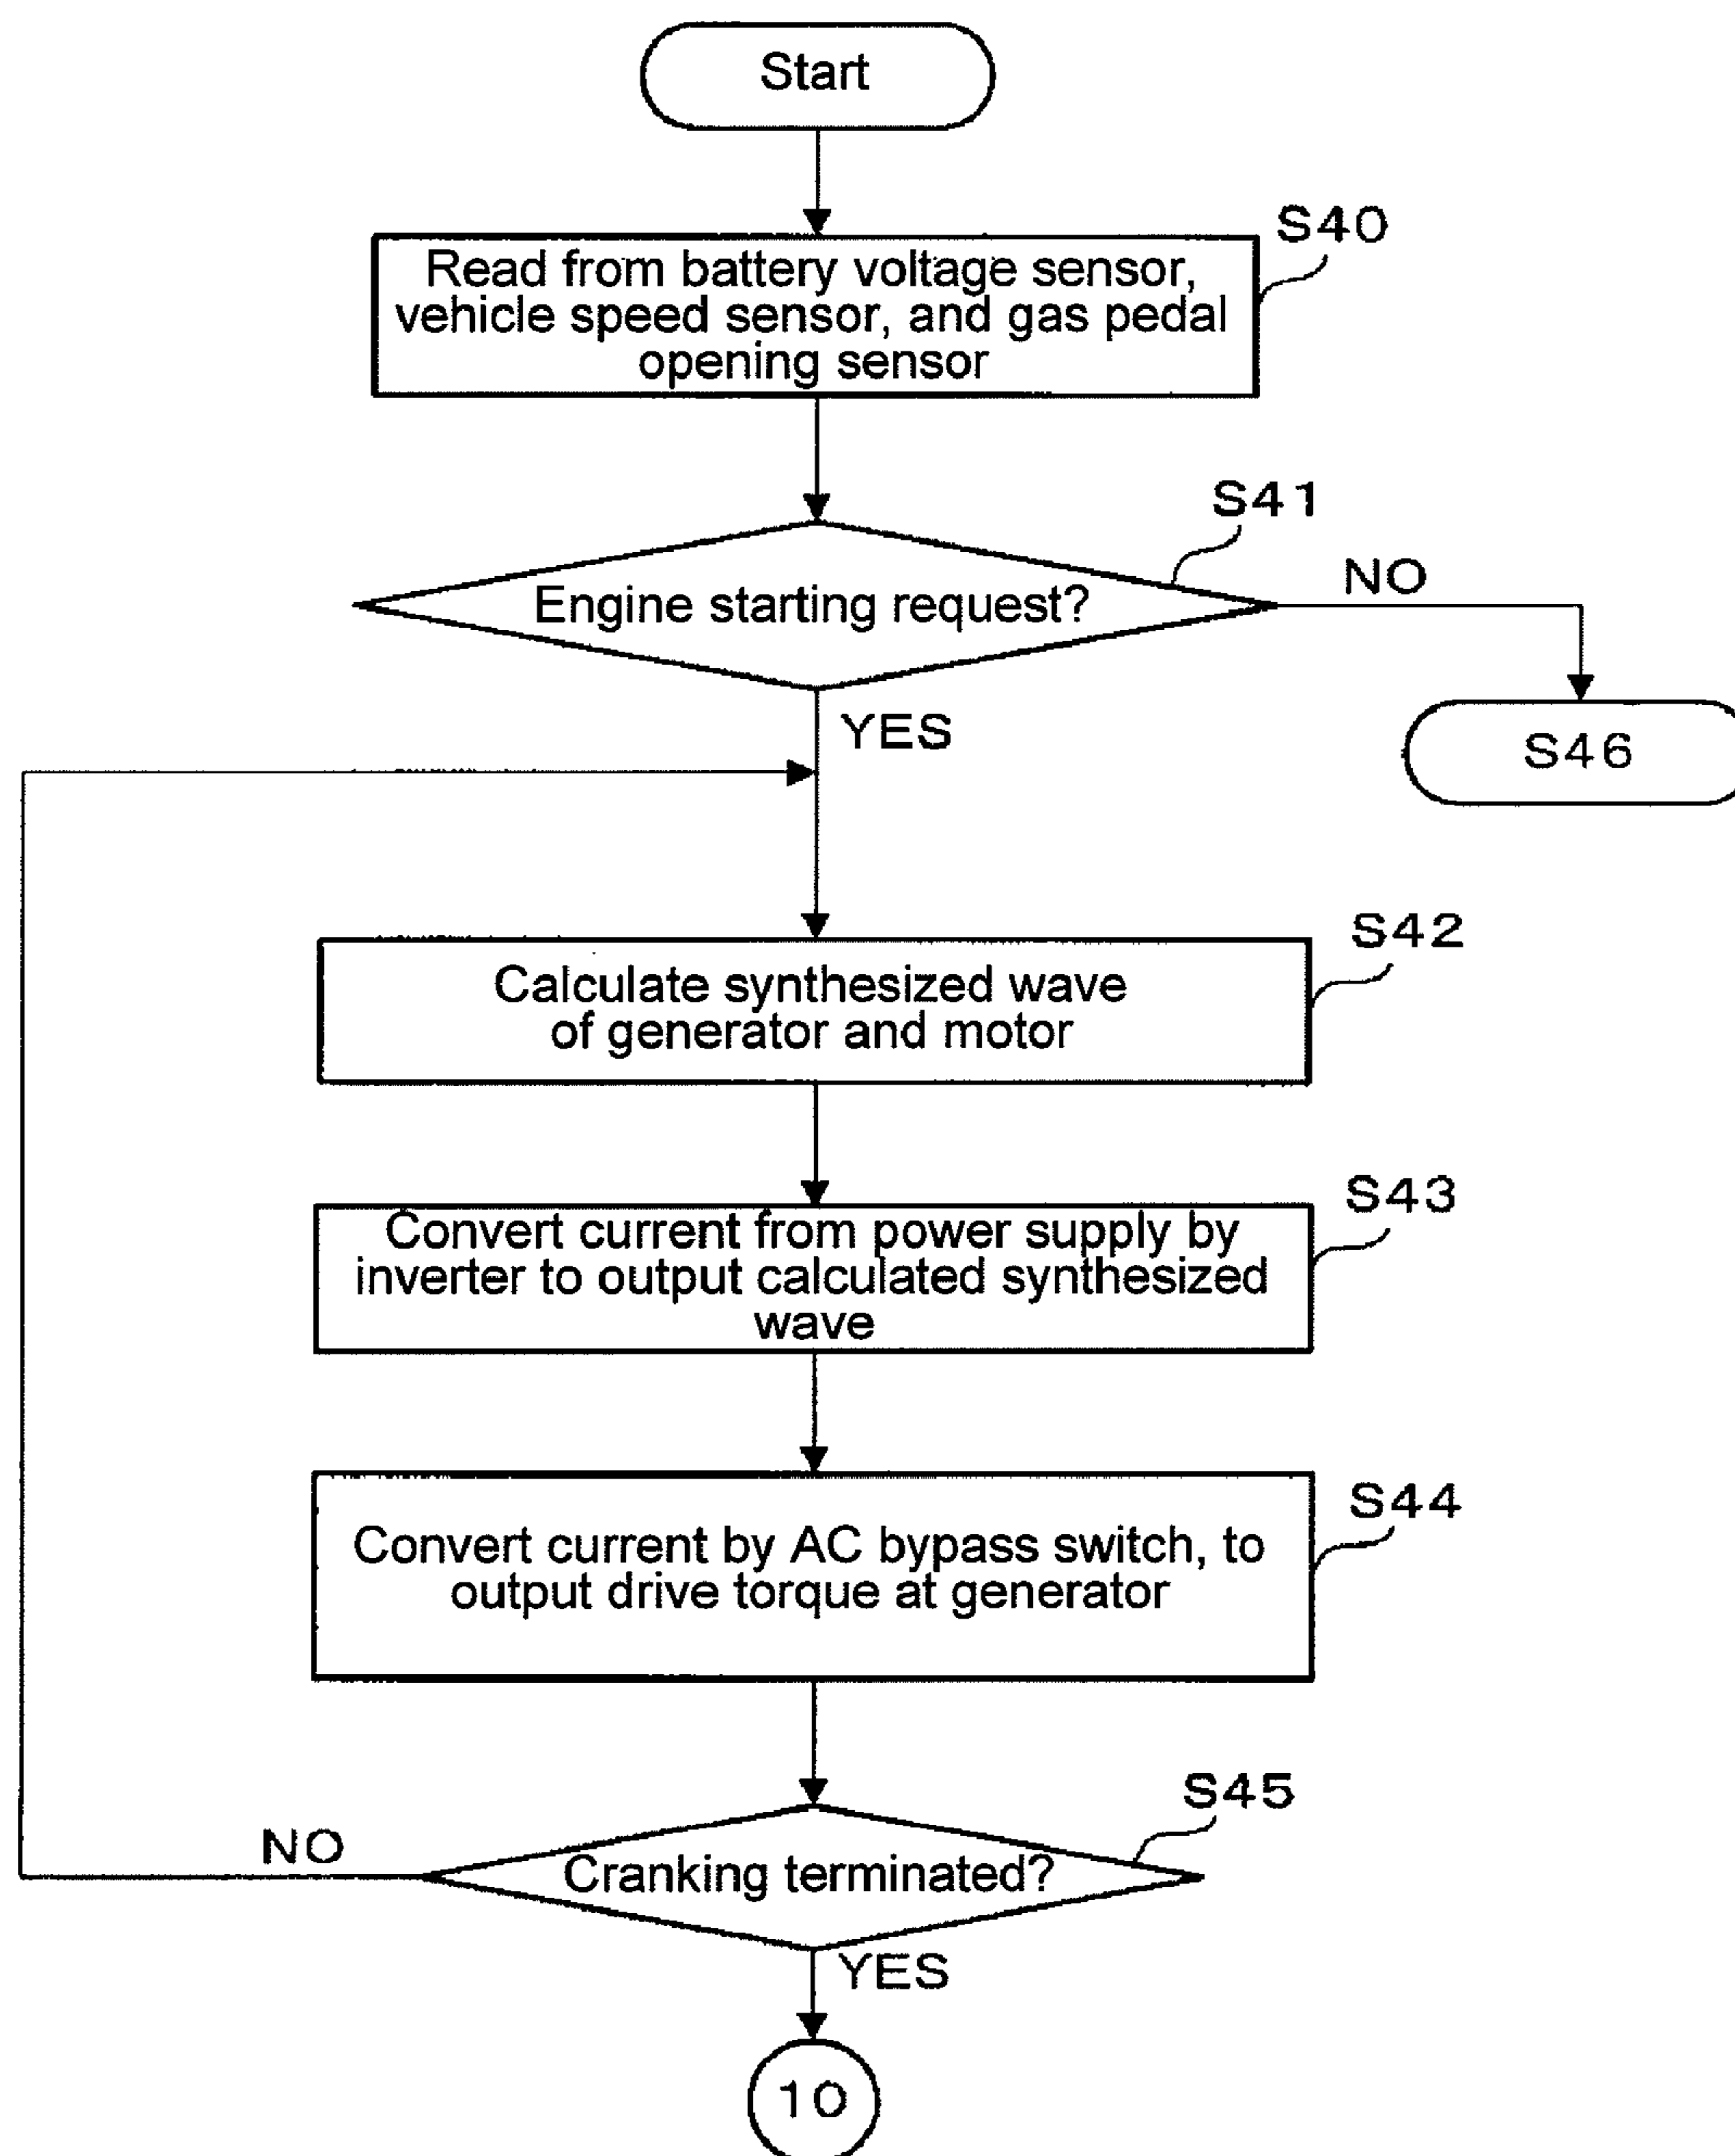 Start
S40
Read from battery voltage sensor,
vehicle speed sensor, and gas pedal
opening sensor
S41
Engine starting request?
NO
YES
S46
S42
Calculate synthesized wave
of generator and motor
S43
Convert current from power supply by
inverter to output calculated synthesized
wave
S44
Convert current by AC bypass switch, to
output drive torque at generator
S45
Cranking terminated?
NO
YES
10